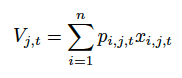 $V_{j,t} = \sum_{i=1}^{n} p_{i,j,t} x_{i,j,t}$